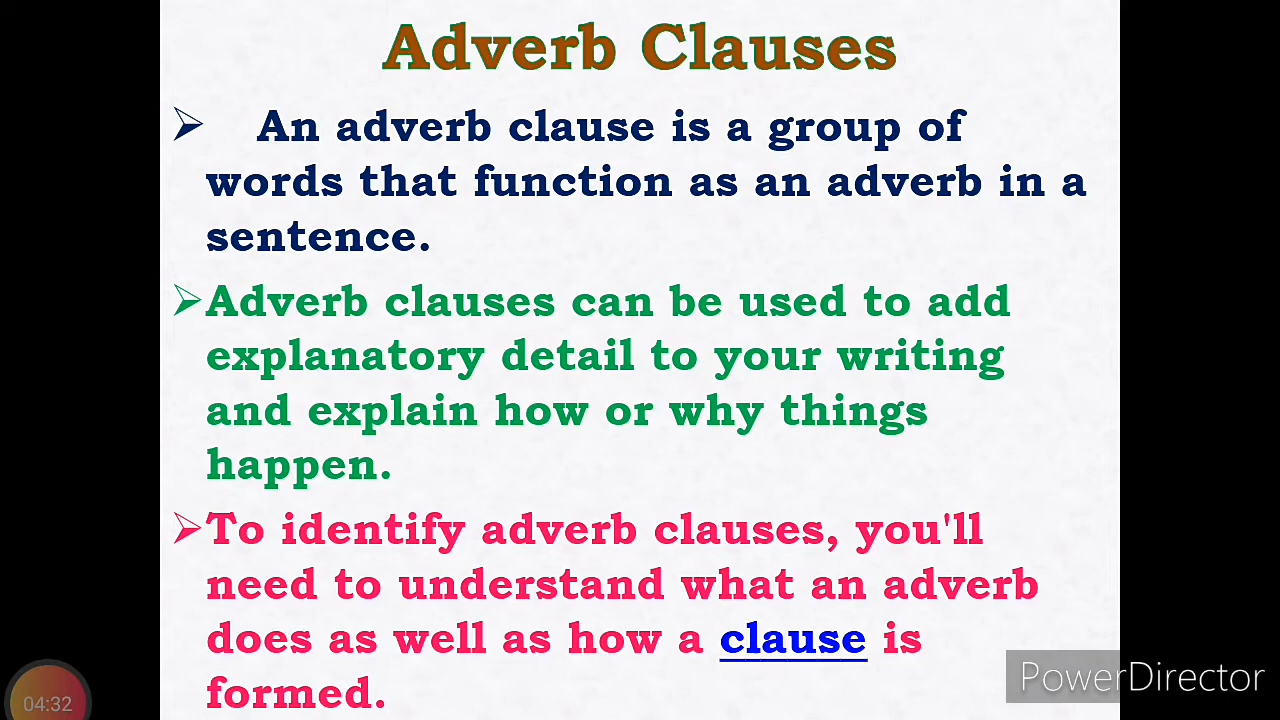 Adverb Clauses
➢ An adverb clause is a group of
words that function as an adverb in a
sentence.
➢Adverb clauses can be used to add
explanatory detail to your writing
and explain how or why things
happen.
➢To identify adverb clauses, you'll
need to understand what an adverb
does as well as how a clause is
formed.
PowerDirector
04:32